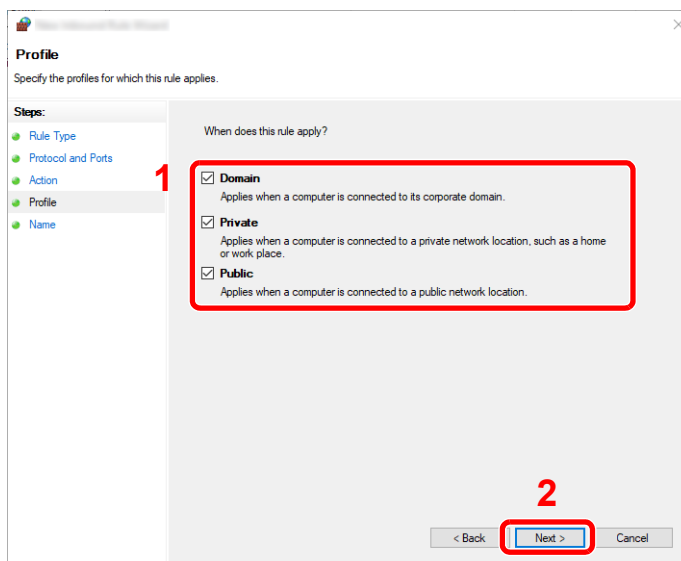 Profile
Specify the profiles for which this rule applies.
Steps:
Rule Type
Protocol and Ports
Action
Profile
Name
When does this rule apply?
1
Domain
Applies when a computer is connected to its corporate domain.
Private
Applies when a computer is connected to a private network location, such as a home
or work place.
Public
Applies when a computer is connected to a public network location.
2
< Back
Next >
Cancel